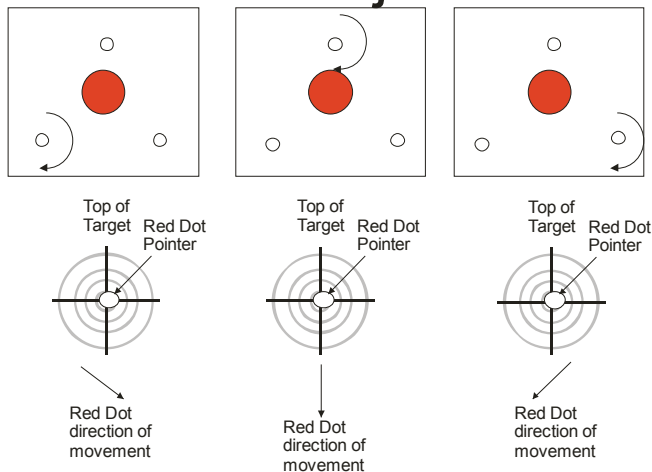 Top of
Target
Red Dot
Pointer
Red Dot
direction of
movement
Top of
Target
Red Dot
Pointer
Red Dot
direction of
movement
Top of
Target
Red Dot
Pointer
Red Dot
direction of
movement